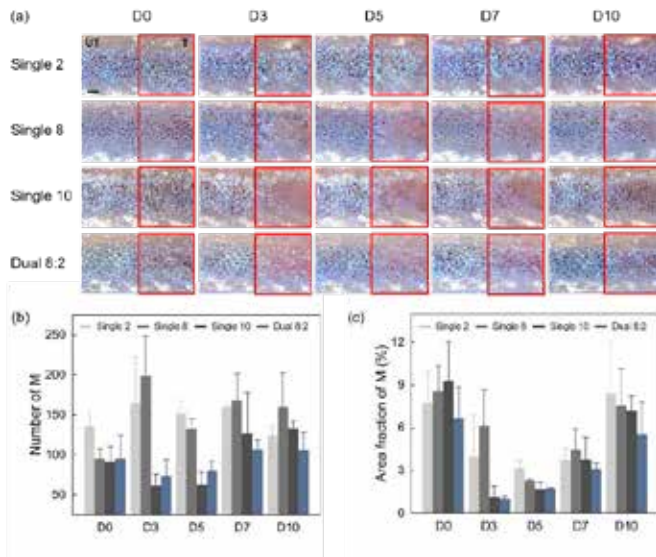 (a) D0 D3 D5 D7 D10
UT T
Single 2
Single 8
Single 10
Dual 8:2
(b)
Single 2 Single 8 Single 10 Dual 8:2
250
200
150
100
50
Number of M
D0 D3 D5 D7 D10
(c)
Single 2 Single 8 Single 10 Dual 8:2
12
9
6
3
0
Area fraction of M (%)
D0 D3 D5 D7 D10